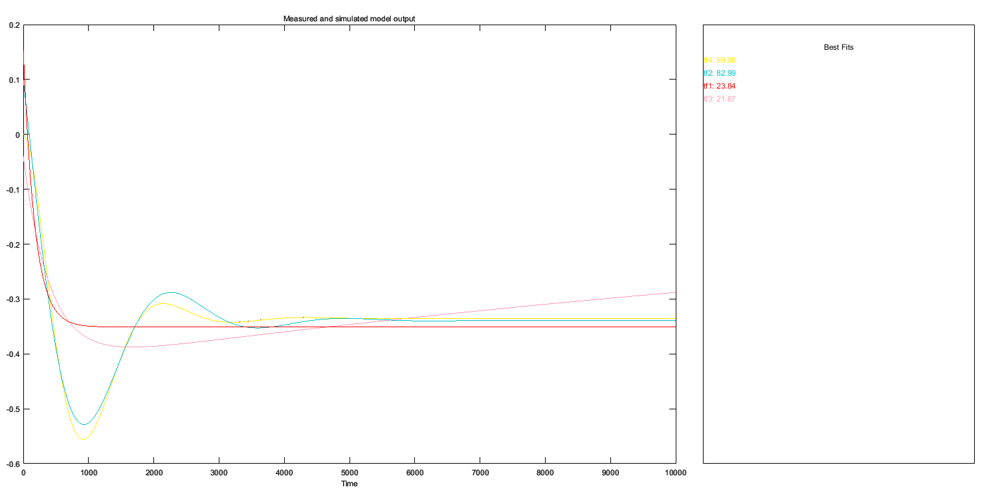 Measured and simulated model output
0.2
0.1
0
-0.1
-0.2
-0.3
-0.4
-0.5
-0.6
0 1000 2000 3000 4000 5000 6000 7000 8000 9000 10000
Time
Best Fits
tf4: 99.98
tf2: 82.99
tf1: 23.84
tf3: 21.67